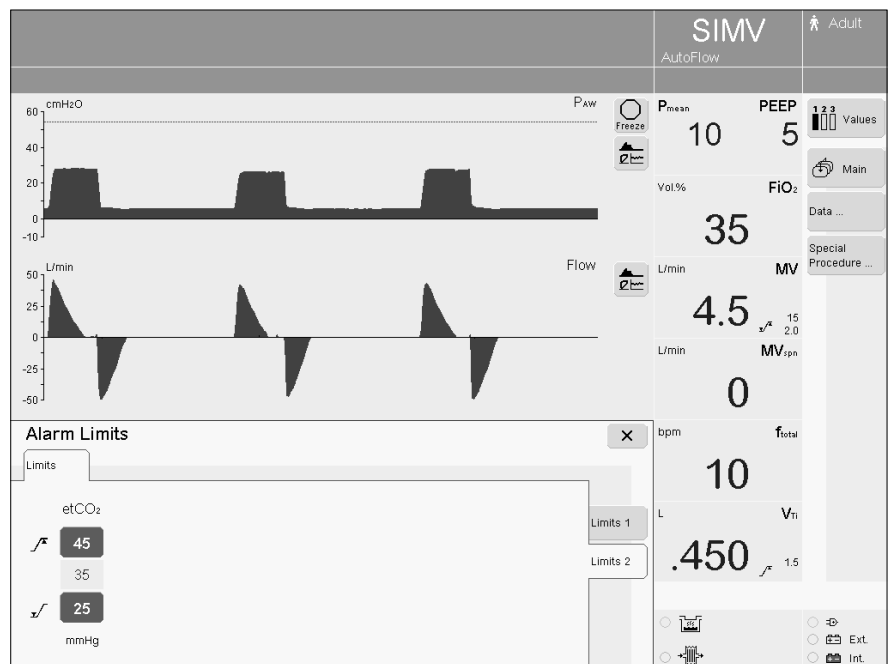 SIMV
AutoFlow
Adult
cmH₂O
PAW
60
40
20
0
-10
Freeze
Pmean PEEP
10 5
1 2 3
Values
Main
Data ...
Special
Procedure ...
Vol.% FiO₂
35
L/min
Flow
50
25
0
-25
-50
L/min MV
4.5
15
2.0
L/min MVspn
0
bpm ftotal
10
L VTi
.450
1.5
Alarm Limits
Limits
etCO₂
45
35
25
mmHg
Limits 1
Limits 2
Ext.
Int.